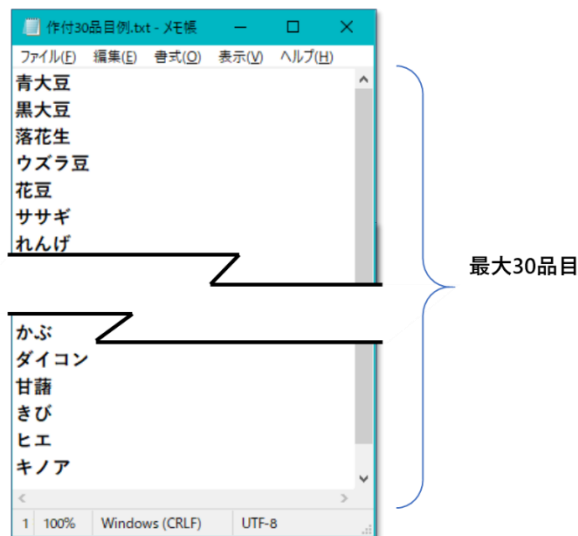 作付30品目例.txt - メモ帳
ファイル(F) 編集(E) 書式(O) 表示(V) ヘルプ(H)
青大豆
黒大豆
落花生
ウズラ豆
花豆
ササギ
れんげ
最大30品目
かぶ
ダイコン
甘藷
きび
ヒエ
キノア
1 100% Windows (CRLF) UTF-8